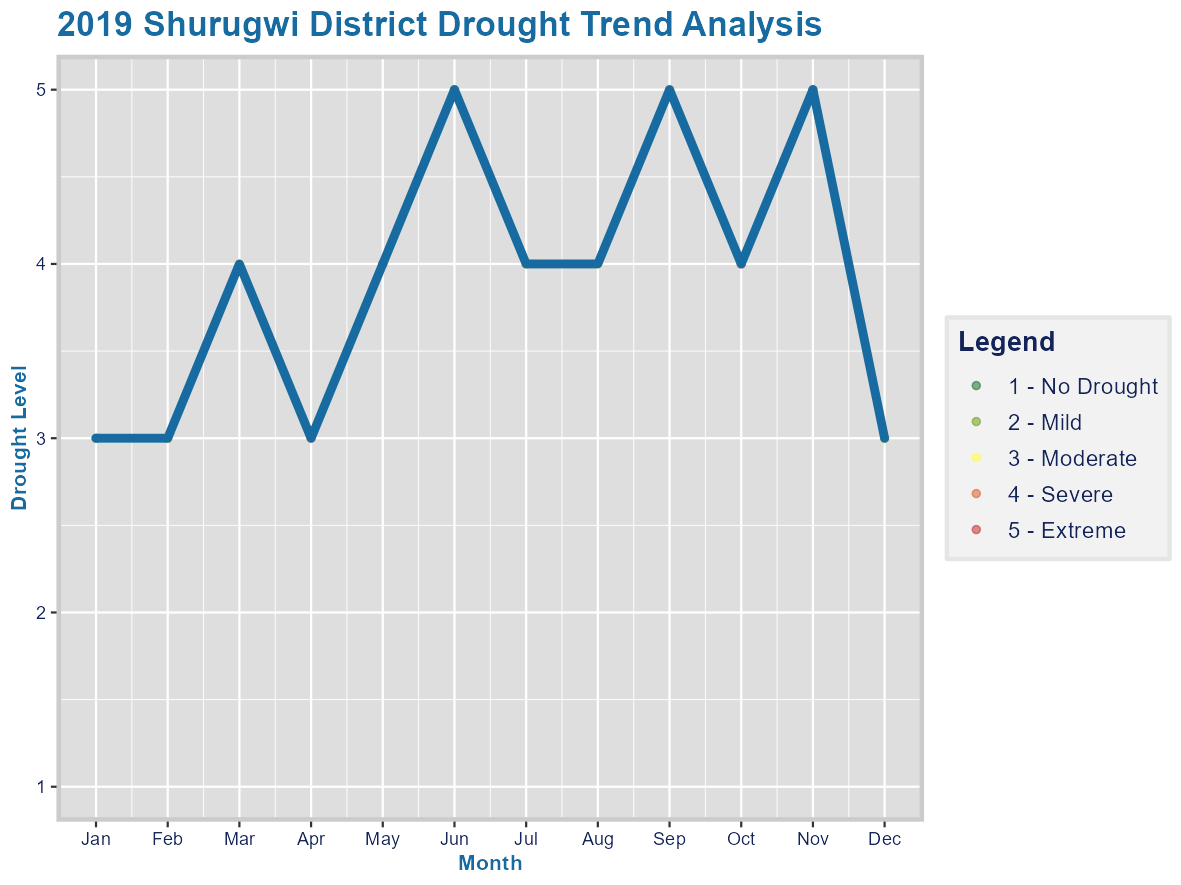 2019 Shurugwi District Drought Trend Analysis
Drought Level
5
4
3
2
1
Jan Feb Mar Apr May Jun Jul Aug Sep Oct Nov Dec
Month
Legend
1 - No Drought
2 - Mild
3 - Moderate
4 - Severe
5 - Extreme